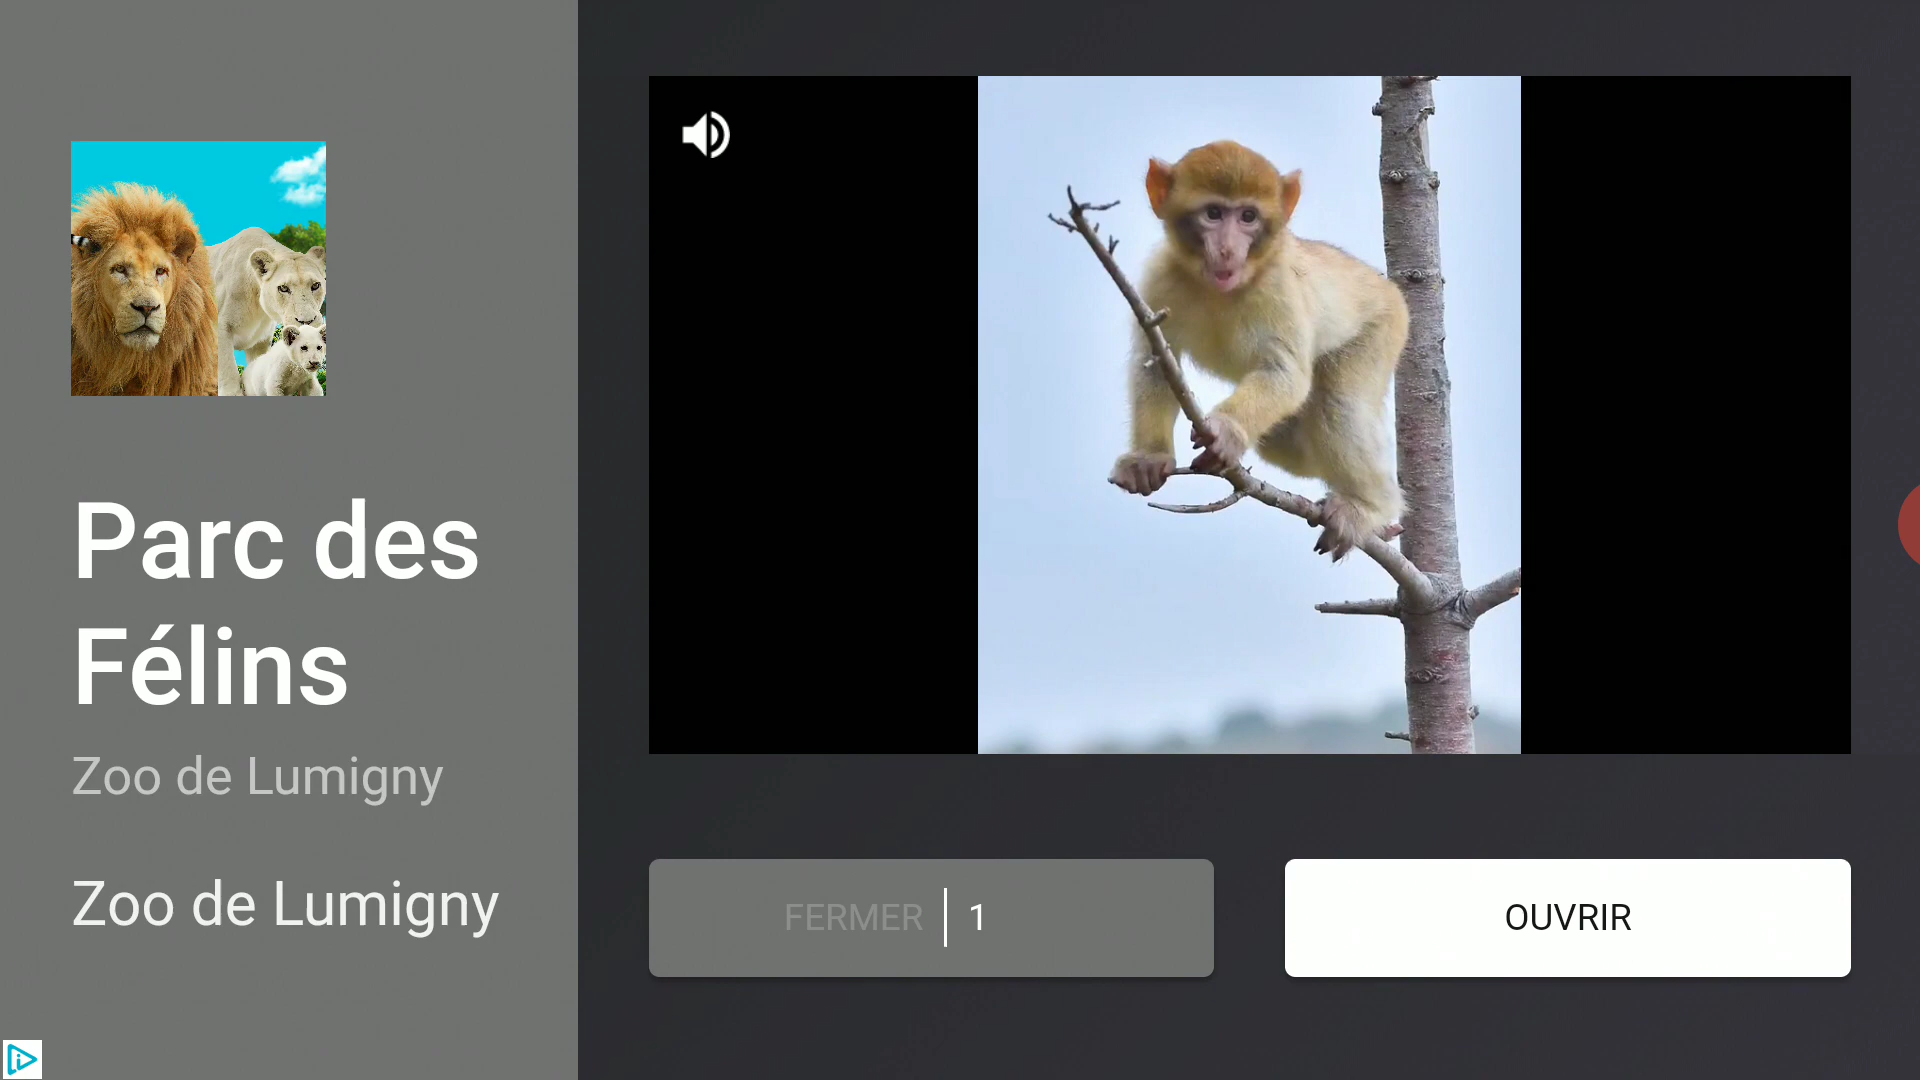 Parc des
Félins
Zoo de Lumigny
Zoo de Lumigny
FERMER | 1
OUVRIR